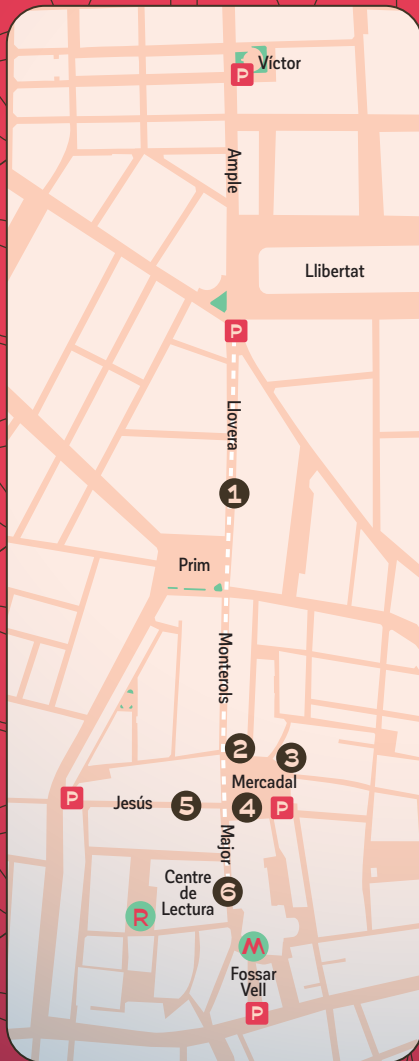 P
Víctor
Ample
Llibertat
P
Llovera
1
Prim
Monterols
2
3
Mercadal
P
Jesús
5
4
P
Major
Centre
de
Lectura
6
R
M
Fossar
Vell
P